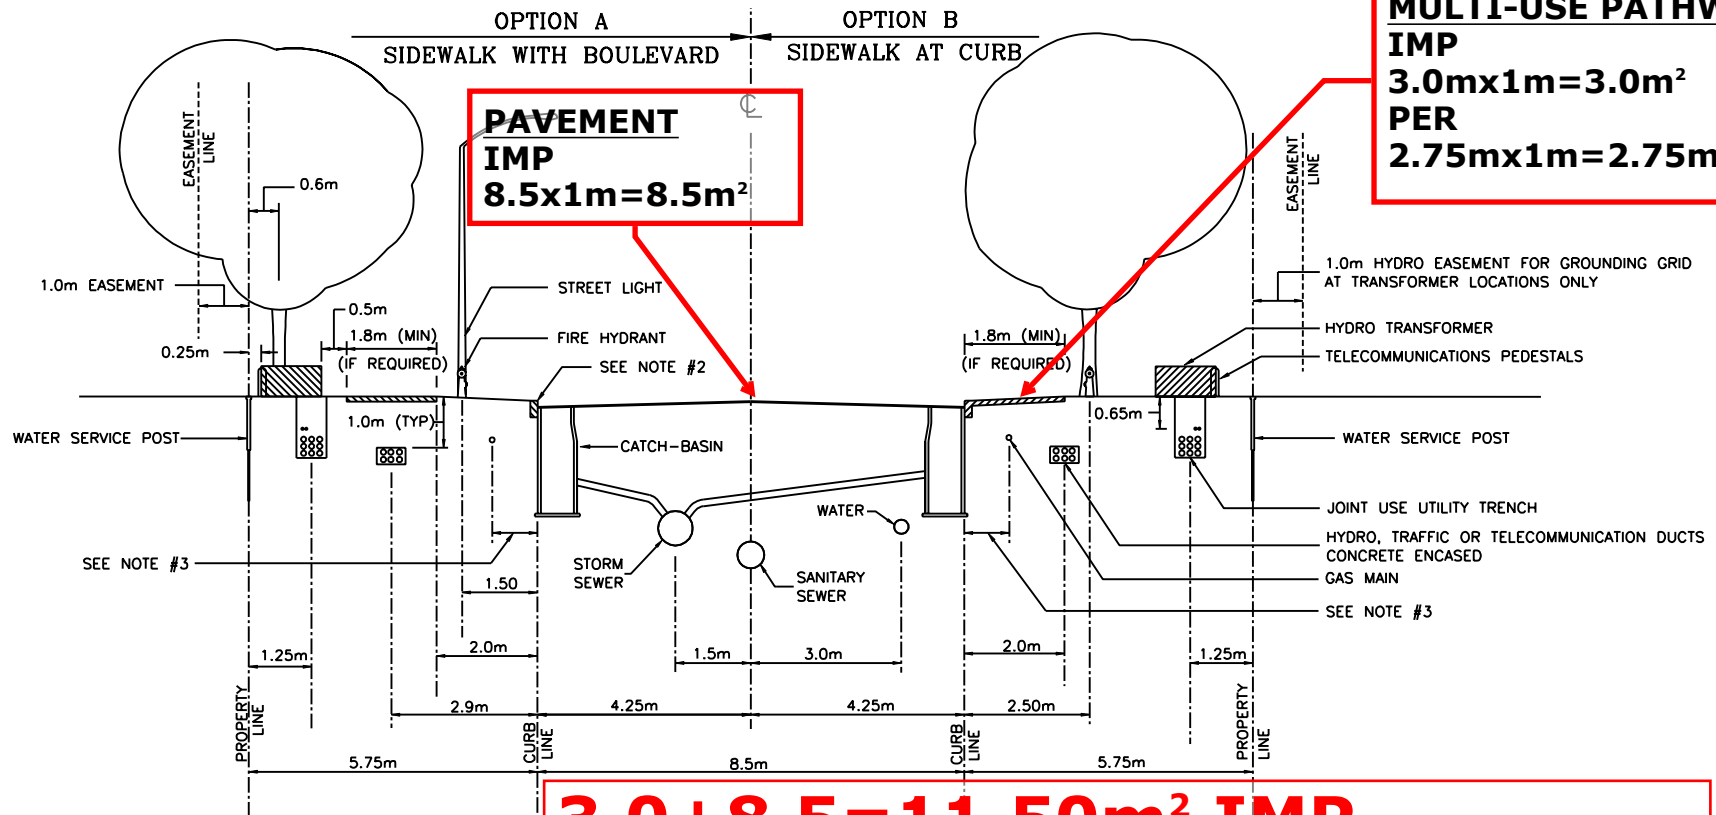 OPTION A
SIDEWALK WITH BOULEVARD
OPTION B
SIDEWALK AT CURB
MULTI-USE
IMP
3.0mx1m=3.0m²
PER
2.75mx1m=2.75m
PAVEMENT
IMP
8.5x1m=8.5m²
℄
EASEMENT
LINE
0.6m
1.0m EASEMENT
0.5m
1.8m (MIN)
(IF REQUIRED)
0.25m
STREET LIGHT
FIRE HYDRANT
SEE NOTE #2
1.0m (TYP)
WATER SERVICE POST
CATCH-BASIN
SEE NOTE #3
STORM
SEWER
SANITARY
SEWER
WATER
EASEMENT
LINE
1.0m HYDRO EASEMENT FOR GROUNDING GRID
AT TRANSFORMER LOCATIONS ONLY
1.8m (MIN)
(IF REQUIRED)
HYDRO TRANSFORMER
TELECOMMUNICATIONS PEDESTALS
0.65m
WATER SERVICE POST
JOINT USE UTILITY TRENCH
HYDRO, TRAFFIC OR TELECOMMUNICATION DUCTS
CONCRETE ENCASED
GAS MAIN
SEE NOTE #3
1.50
1.25m
2.0m
1.5m
3.0m
2.0m
1.25m
2.9m
4.25m
4.25m
2.50m
PROPERTY
LINE
CURB
LINE
CURB
LINE
PROPERTY
LINE
5.75m
8.5m
5.75m
3.0+8.5=11.50m² IMP